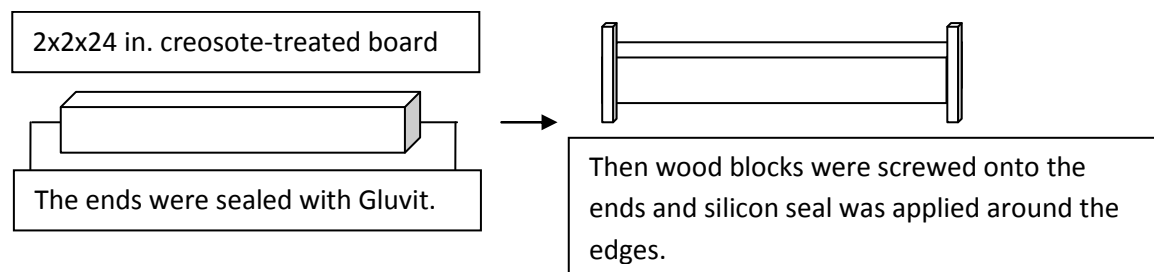 2x2x24 in. creosote-treated board
The ends were sealed with Gluvit.
Then wood blocks were screwed onto the
ends and silicon seal was applied around the
edges.